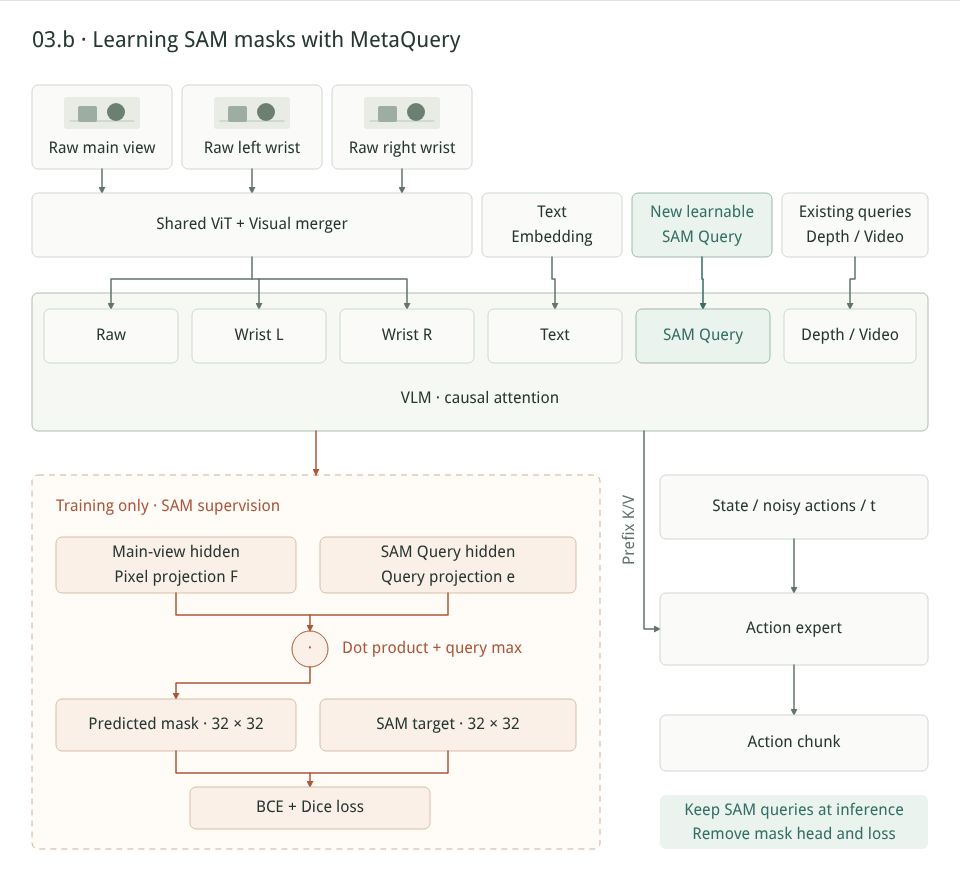 03.b · Learning SAM masks with MetaQuery
Raw main view
Raw left wrist
Raw right wrist
Shared ViT + Visual merger
Text
Embedding
New learnable
SAM Query
Existing queries
Depth / Video
Raw
Wrist L
Wrist R
Text
SAM Query
Depth / Video
VLM · causal attention
Training only · SAM supervision
Main-view hidden
Pixel projection F
SAM Query hidden
Query projection e
·
Dot product + query max
Predicted mask · 32 × 32
SAM target · 32 × 32
BCE + Dice loss
Prefix K/V
State / noisy actions / t
Action expert
Action chunk
Keep SAM queries at inference
Remove mask head and loss